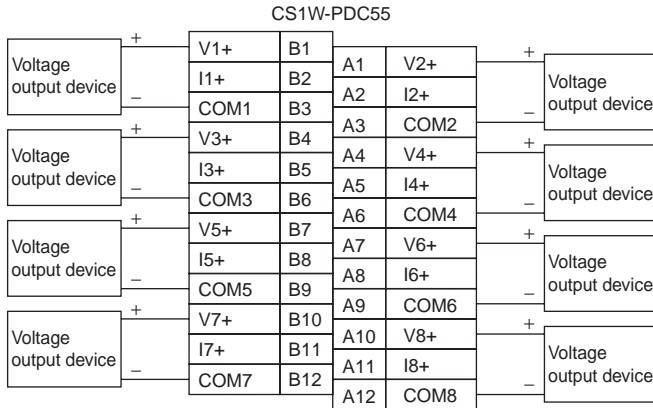 CS1W-PDC55
+ V1+ B1
Voltage
output device
I1+ B2
− COM1 B3
+ V3+ B4
Voltage
output device
I3+ B5
− COM3 B6
+ V5+ B7
Voltage
output device
I5+ B8
− COM5 B9
+ V7+ B10
Voltage
output device
I7+ B11
− COM7 B12
A1 V2+ +
Voltage
output device
A2 I2+
A3 COM2 −
A4 V4+ +
Voltage
output device
A5 I4+
A6 COM4 −
A7 V6+ +
Voltage
output device
A8 I6+
A9 COM6 −
A10 V8+ +
Voltage
output device
A11 I8+
A12 COM8 −